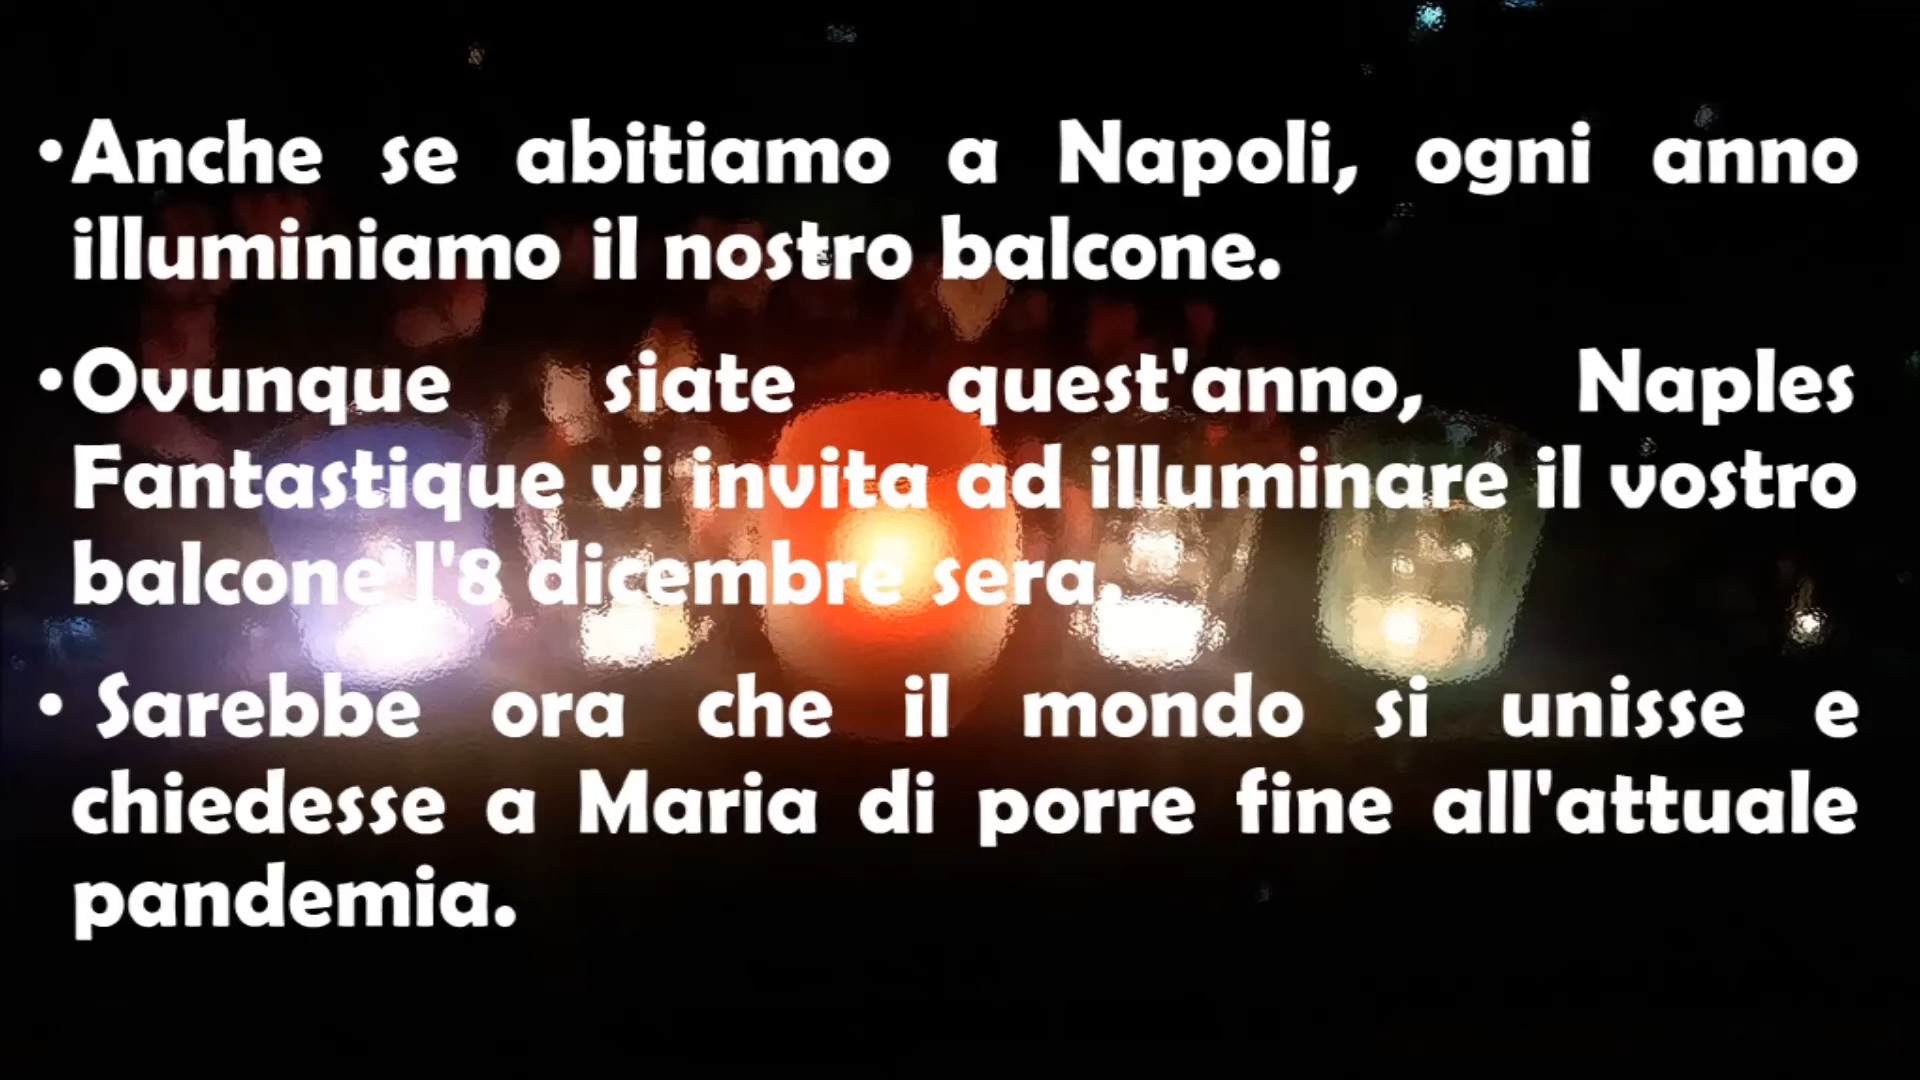 •Anche se abitiamo a Napoli, ogni anno
illuminiamo il nostro balcone.
•Ovunque siate quest'anno, Naples
Fantastique vi invita ad illuminare il vostro
balcone l'8 dicembre sera.
• Sarebbe ora che il mondo si unisse e
chiedesse a Maria di porre fine all'attuale
pandemia.